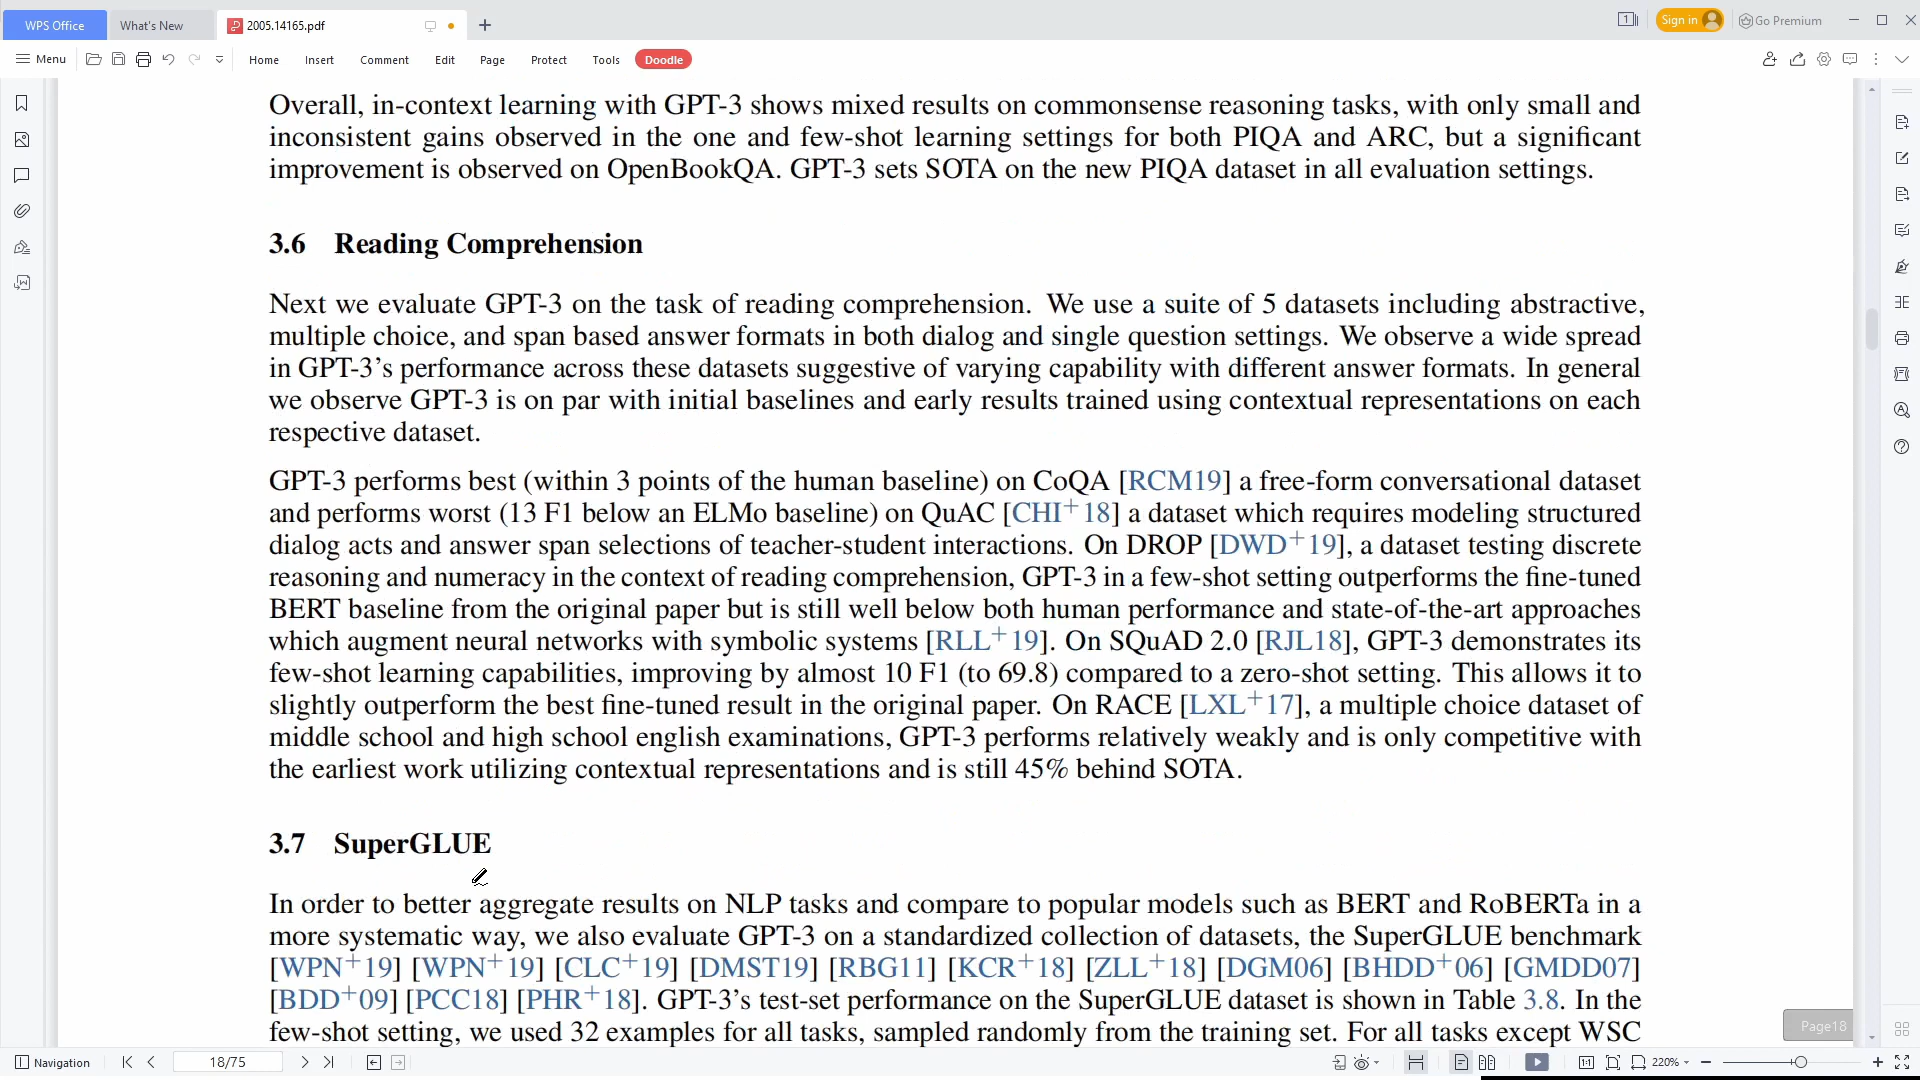 WPS Office
What's New
2005.14165.pdf
1
Sign in
Go Premium
Menu
Home
Insert
Comment
Edit
Page
Protect
Tools
Doodle
Overall, in-context learning with GPT-3 shows mixed results on commonsense reasoning tasks, with only small and
inconsistent gains observed in the one and few-shot learning settings for both PIQA and ARC, but a significant
improvement is observed on OpenBookQA. GPT-3 sets SOTA on the new PIQA dataset in all evaluation settings.
3.6 Reading Comprehension
Next we evaluate GPT-3 on the task of reading comprehension. We use a suite of 5 datasets including abstractive,
multiple choice, and span based answer formats in both dialog and single question settings. We observe a wide spread
in GPT-3’s performance across these datasets suggestive of varying capability with different answer formats. In general
we observe GPT-3 is on par with initial baselines and early results trained using contextual representations on each
respective dataset.
GPT-3 performs best (within 3 points of the human baseline) on CoQA [RCM19] a free-form conversational dataset
and performs worst (13 F1 below an ELMo baseline) on QuAC [CHI+18] a dataset which requires modeling structured
dialog acts and answer span selections of teacher-student interactions. On DROP [DWD+19], a dataset testing discrete
reasoning and numeracy in the context of reading comprehension, GPT-3 in a few-shot setting outperforms the fine-tuned
BERT baseline from the original paper but is still well below both human performance and state-of-the-art approaches
which augment neural networks with symbolic systems [RLL+19]. On SQuAD 2.0 [RJL18], GPT-3 demonstrates its
few-shot learning capabilities, improving by almost 10 F1 (to 69.8) compared to a zero-shot setting. This allows it to
slightly outperform the best fine-tuned result in the original paper. On RACE [LXL+17], a multiple choice dataset of
middle school and high school english examinations, GPT-3 performs relatively weakly and is only competitive with
the earliest work utilizing contextual representations and is still 45% behind SOTA.
3.7 SuperGLUE
In order to better aggregate results on NLP tasks and compare to popular models such as BERT and RoBERTa in a
more systematic way, we also evaluate GPT-3 on a standardized collection of datasets, the SuperGLUE benchmark
[WPN+19] [WPN+19] [CLC+19] [DMST19] [RBG11] [KCR+18] [ZLL+18] [DGM06] [BHDD+06] [GMDD07]
[BDD+09] [PCC18] [PHR+18]. GPT-3’s test-set performance on the SuperGLUE dataset is shown in Table 3.8. In the
few-shot setting, we used 32 examples for all tasks, sampled randomly from the training set. For all tasks except WSC
Page18
Navigation
18/75
1:1
220%